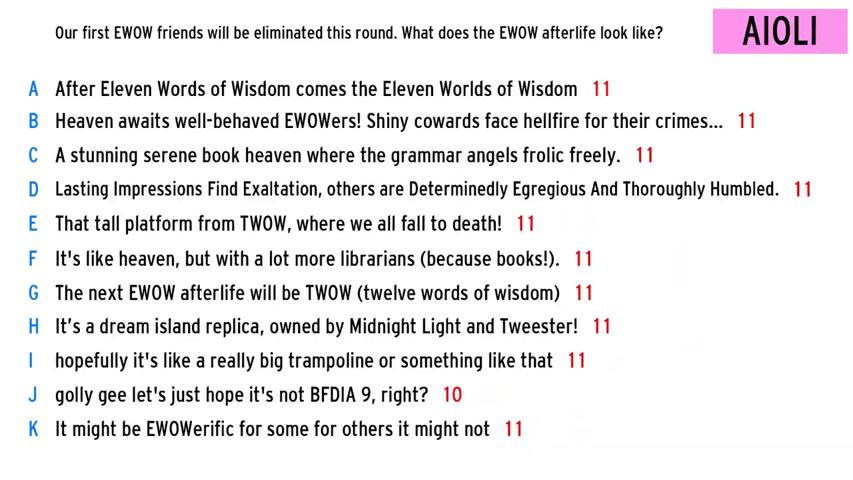 Our first EWOW friends will be eliminated this round. What does the EWOW afterlife look like?
AIOLI
A After Eleven Words of Wisdom comes the Eleven Worlds of Wisdom 11
B Heaven awaits well-behaved EWOWers! Shiny cowards face hellfire for their crimes... 11
C A stunning serene book heaven where the grammar angels frolic freely. 11
D Lasting Impressions Find Exaltation, others are Determinedly Egregious And Thoroughly Humbled. 11
E That tall platform from TWOW, where we all fall to death! 11
F It's like heaven, but with a lot more librarians (because books!). 11
G The next EWOW afterlife will be TWOW (twelve words of wisdom) 11
H It’s a dream island replica, owned by Midnight Light and Tweester! 11
I hopefully it's like a really big trampoline or something like that 11
J golly gee let's just hope it's not BFDIA 9, right? 10
K It might be EWOWerific for some for others it might not 11